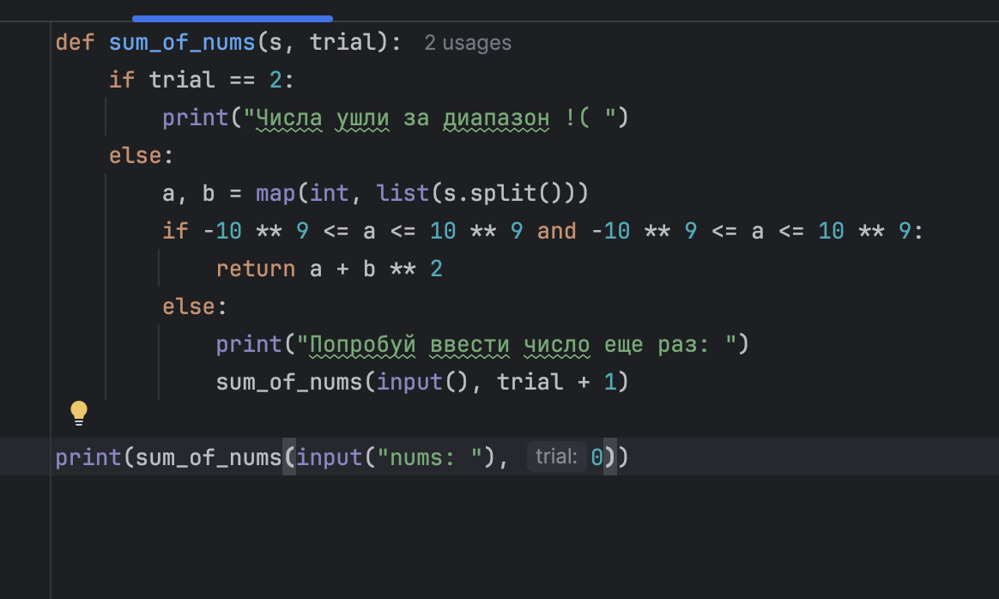 def sum_of_nums(s, trial): 2 usages
    if trial == 2:
        print("Числа ушли за диапазон !( ")
    else:
        a, b = map(int, list(s.split()))
        if -10 ** 9 <= a <= 10 ** 9 and -10 ** 9 <= a <= 10 ** 9:
            return a + b ** 2
        else:
            print("Попробуй ввести число еще раз: ")
            sum_of_nums(input(), trial + 1)
print(sum_of_nums(input("nums: "), trial: 0))